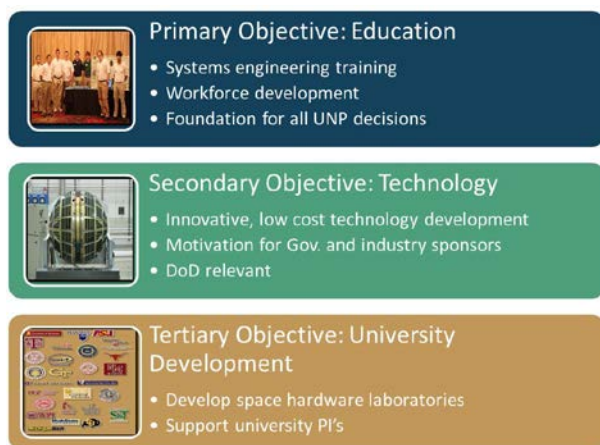 Primary Objective: Education
• Systems engineering training
• Workforce development
• Foundation for all UNP decisions
Secondary Objective: Technology
• Innovative, low cost technology development
• Motivation for Gov. and industry sponsors
• DoD relevant
Tertiary Objective: University
Development
• Develop space hardware laboratories
• Support university PI's